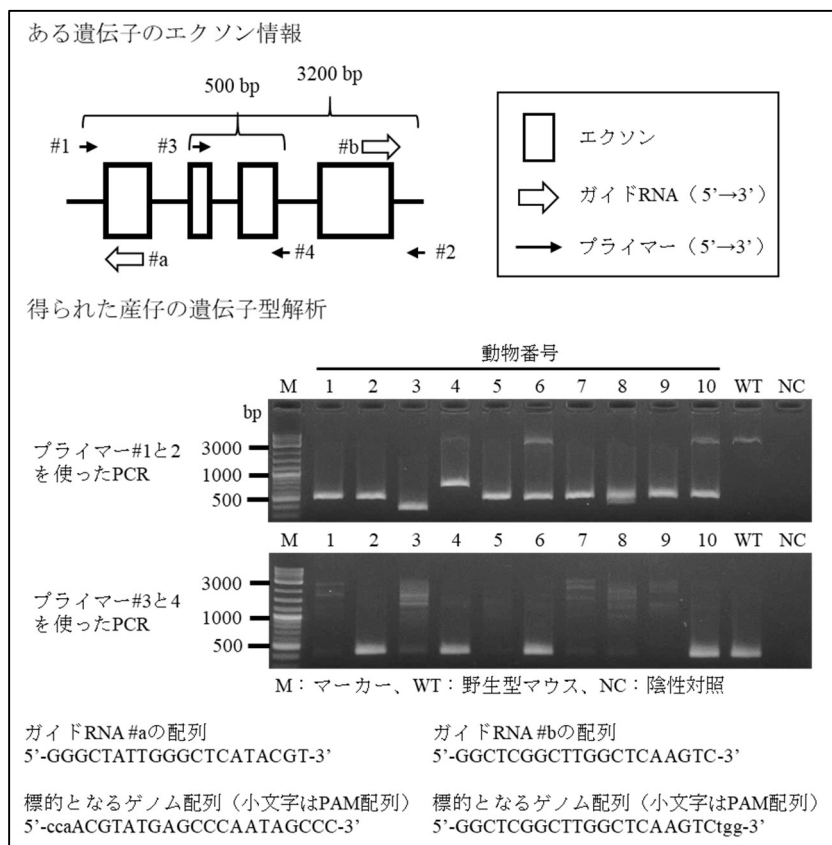 ある遺伝子のエクソン情報
3200 bp
500 bp
#1
#3
#b
#a
#4
#2
エクソン
ガイドRNA（5’→3’）
プライマー（5’→3’）
得られた産仔の遺伝子型解析
動物番号
M 1 2 3 4 5 6 7 8 9 10 WT NC
bp
プライマー#1と2
を使ったPCR
3000
1000
500
M 1 2 3 4 5 6 7 8 9 10 WT NC
プライマー#3と4
を使ったPCR
3000
1000
500
M：マーカー、WT：野生型マウス、NC：陰性対照
ガイドRNA #aの配列
5’-GGGCTATTGGGCTCATACGT-3’
ガイドRNA #bの配列
5’-GGCTCGGCTTGGCTCAAGTC-3’
標的となるゲノム配列（小文字はPAM配列）
5’-ccaACGTATGAGCCCAATAGCCC-3’
標的となるゲノム配列（小文字はPAM配列）
5’-GGCTCGGCTTGGCTCAAGTCtgg-3’